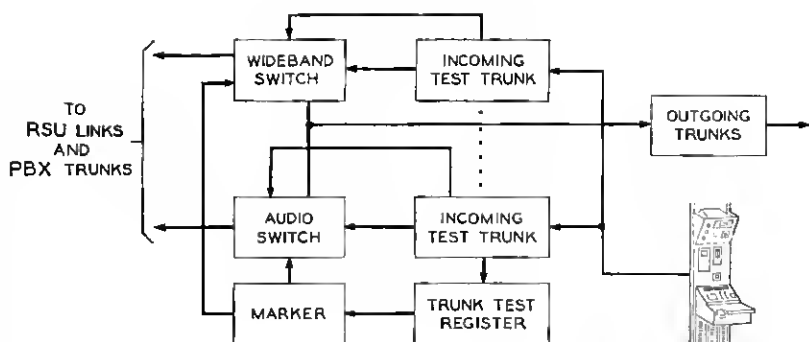 WIDEBAND
SWITCH
INCOMING
TEST TRUNK
TO
RSU LINKS
AND
PBX TRUNKS
OUTGOING
TRUNKS
AUDIO
SWITCH
INCOMING
TEST TRUNK
MARKER
TRUNK TEST
REGISTER